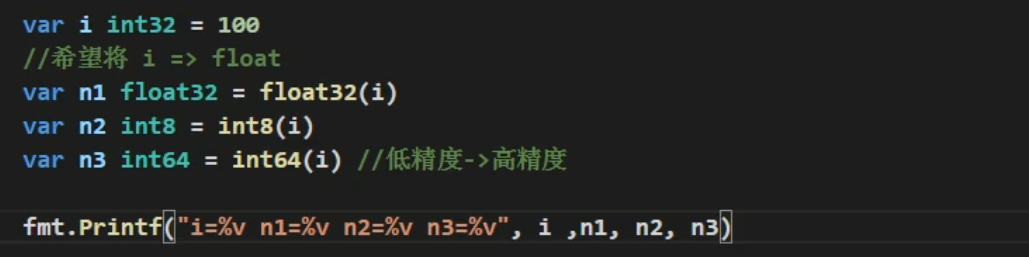 var i int32 = 100
//希望将 i => float
var n1 float32 = float32(i)
var n2 int8 = int8(i)
var n3 int64 = int64(i) //低精度->高精度
fmt.Printf("i=%v n1=%v n2=%v n3=%v", i ,n1, n2, n3)